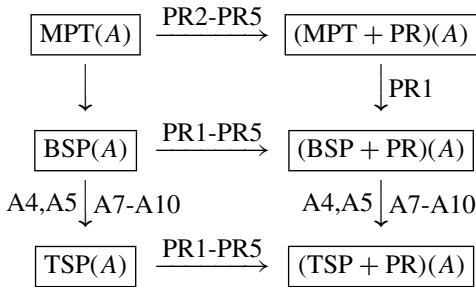 PR2-PR5
MPT(A) (MPT + PR)(A)
PR1
PR1-PR5
BSP(A) (BSP + PR)(A)
A4,A5 A7-A10 A4,A5 A7-A10
PR1-PR5
TSP(A) (TSP + PR)(A)